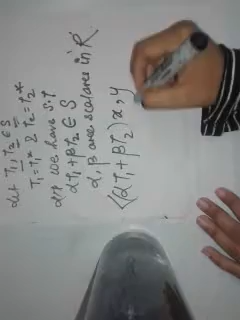 Let T₁, T₂ ∈ S
T₁ = T₁* & T₂ = T₂*
we have S.T
αT₁ + βT₂ ∈ S
α, β are scalars in R
⟨(αT₁ + βT₂)x, y